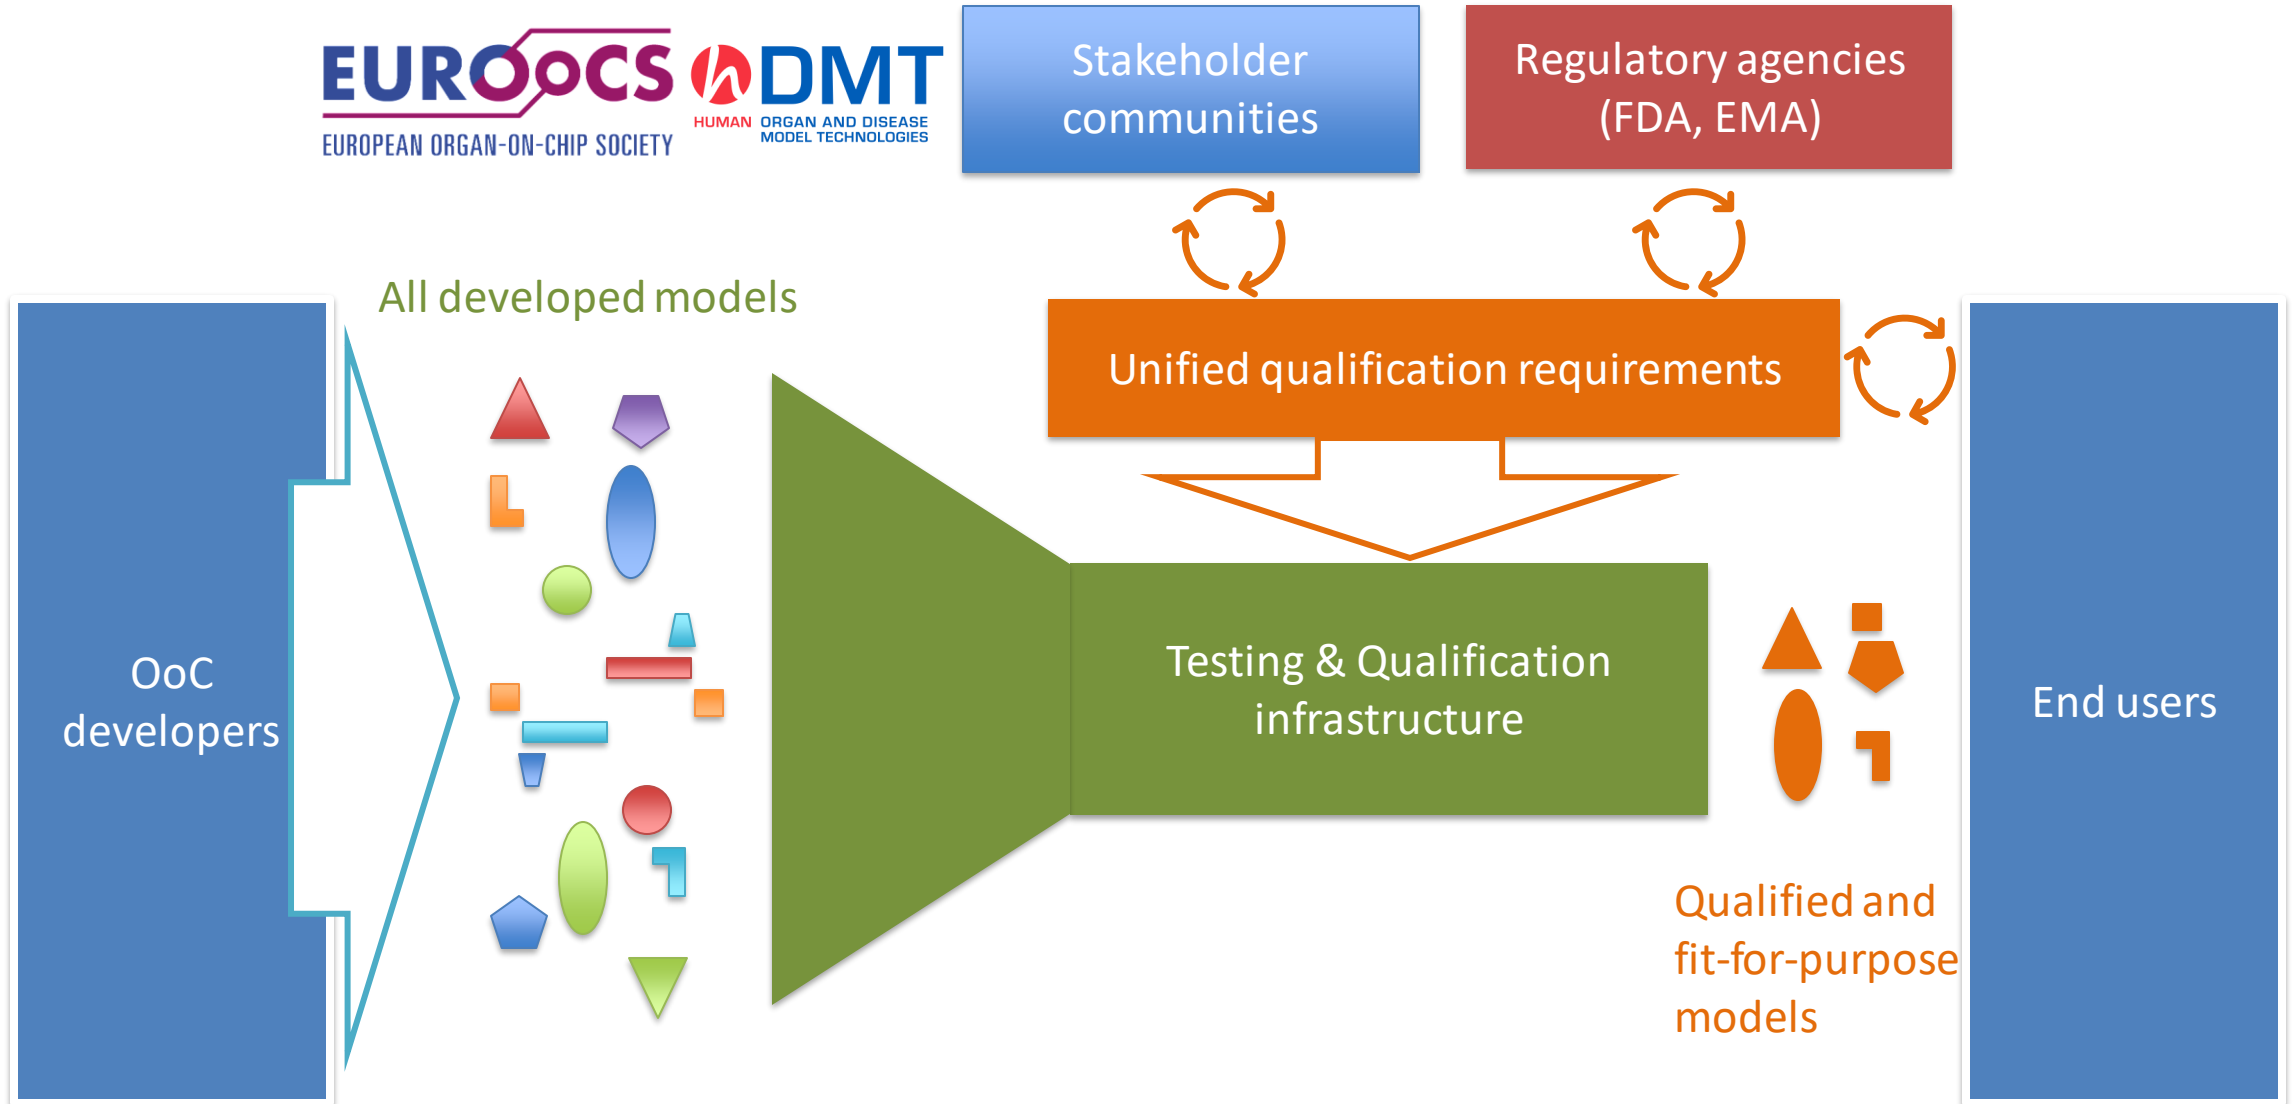 EUROoCS
EUROPEAN ORGAN-ON-CHIP SOCIETY
hDMT
HUMAN ORGAN AND DISEASE
MODEL TECHNOLOGIES
Stakeholder
communities
Regulatory agencies
(FDA, EMA)
All developed models
Unified qualification requirements
OoC
developers
Testing & Qualification
infrastructure
End users
Qualified and
fit-for-purpose
models